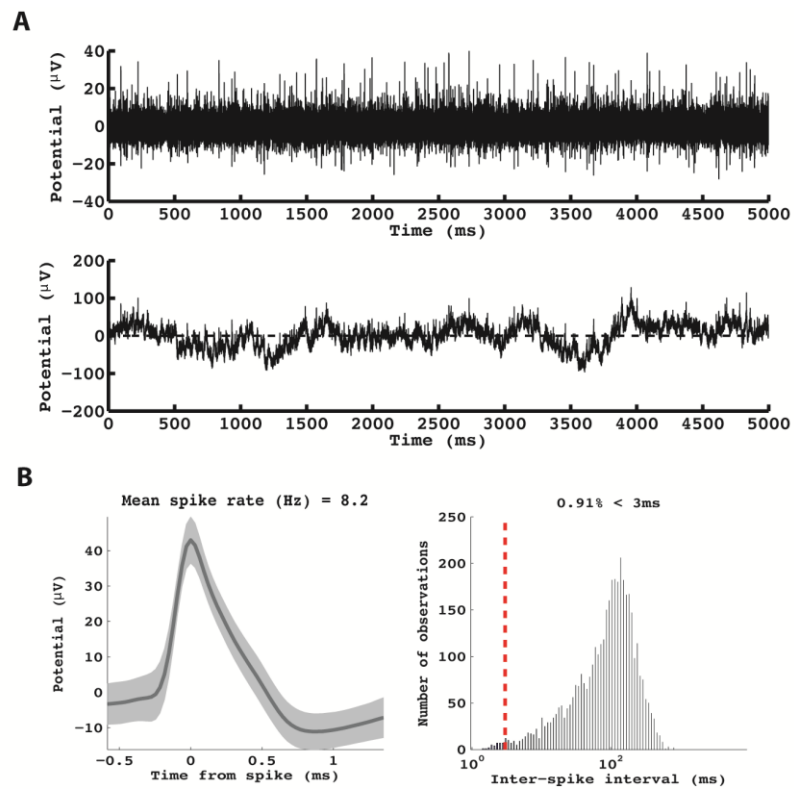 A
Potential (µV)
40
20
0
−20
−40
0 500 1000 1500 2000 2500 3000 3500 4000 4500 5000
Time (ms)
Potential (µV)
200
100
0
−100
−200
0 500 1000 1500 2000 2500 3000 3500 4000 4500 5000
Time (ms)
B
Mean spike rate (Hz) = 8.2
Potential (µV)
40
30
20
10
0
−10
−0.5 0 0.5 1
Time from spike (ms)
0.91% < 3ms
Number of observations
250
200
150
100
50
0
10⁰ 10²
Inter-spike interval (ms)